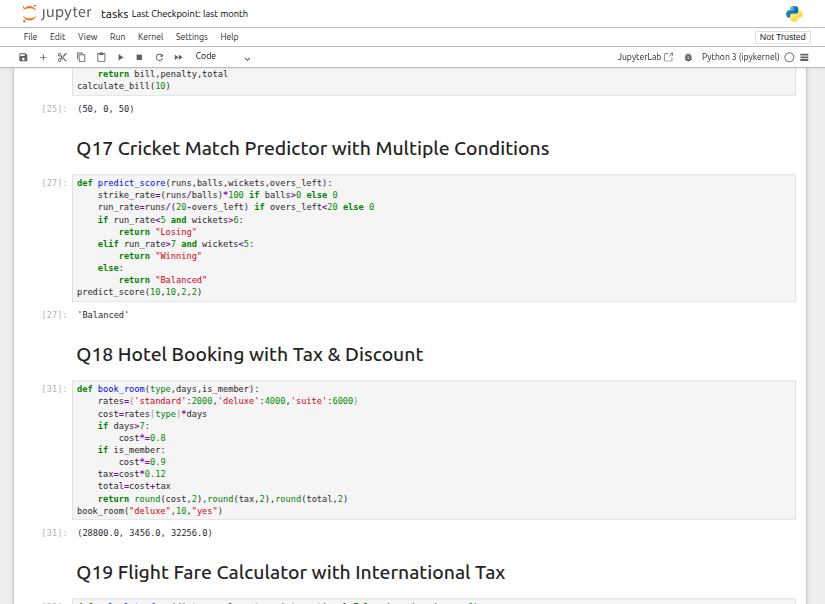 jupyter tasks Last Checkpoint: last month
File Edit View Run Kernel Settings Help Not Trusted
Code JupyterLab Python 3 (ipykernel)
return bill,penalty,total
calculate_bill(10)
[25]: (50, 0, 50)
Q17 Cricket Match Predictor with Multiple Conditions
[27]: def predict_score(runs,balls,wickets,overs_left):
strike_rate=(runs/balls)*100 if balls>0 else 0
run_rate=runs/(20-overs_left) if overs_left<20 else 0
if run_rate<5 and wickets>6:
return "Losing"
elif run_rate>7 and wickets<5:
return "Winning"
else:
return "Balanced"
predict_score(10,10,2,2)
[27]: 'Balanced'
Q18 Hotel Booking with Tax & Discount
[31]: def book_room(type,days,is_member):
rates={'standard':2000,'deluxe':4000,'suite':6000}
cost=rates[type]*days
if days>7:
cost*=0.8
if is_member:
cost*=0.9
tax=cost*0.12
total=cost+tax
return round(cost,2),round(tax,2),round(total,2)
book_room("deluxe",10,"yes")
[31]: (28800.0, 3456.0, 32256.0)
Q19 Flight Fare Calculator with International Tax